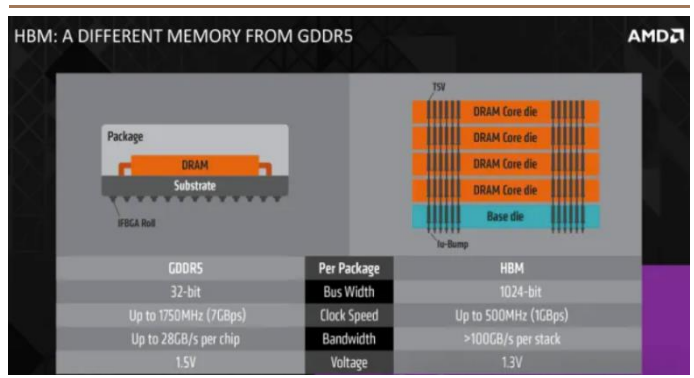 HBM: A DIFFERENT MEMORY FROM GDDR5
AMD
Package
DRAM
Substrate
IFBGA Roll
TSV
DRAM Core die
DRAM Core die
DRAM Core die
DRAM Core die
Base die
Iu-Bump
GDDR5 Per Package HBM
32-bit Bus Width 1024-bit
Up to 1750MHz (7GBps) Clock Speed Up to 500MHz (1GBps)
Up to 28GB/s per chip Bandwidth >100GB/s per stack
1.5V Voltage 1.3V